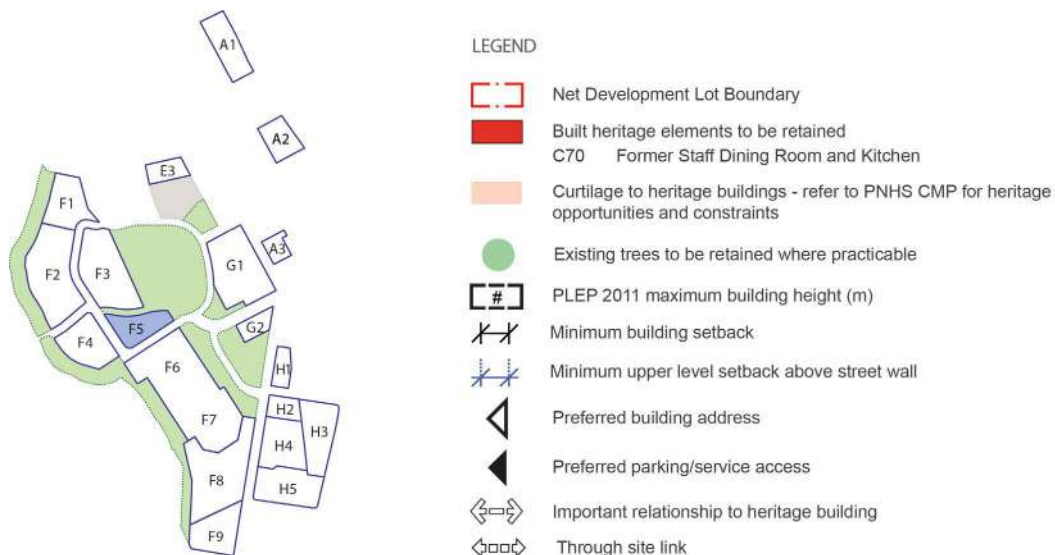 A1
A2
E3
F1
A3
G1
F2
F3
F5
G2
F4
F6
H1
H2
F7
H3
H4
F8
H5
F9
LEGEND
Net Development Lot Boundary
Built heritage elements to be retained
C70 Former Staff Dining Room and Kitchen
Curtilage to heritage buildings - refer to PNHS CMP for heritage
opportunities and constraints
Existing trees to be retained where practicable
# PLEP 2011 maximum building height (m)
Minimum building setback
Minimum upper level setback above street wall
Preferred building address
Preferred parking/service access
Important relationship to heritage building
Through site link